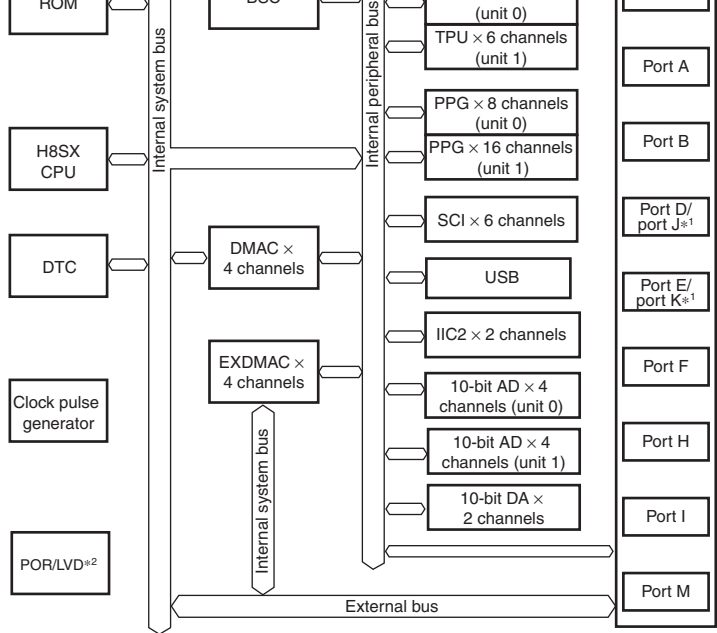 ROM
BSC
(unit 0)
TPU × 6 channels
(unit 1)
PPG × 8 channels
(unit 0)
PPG × 16 channels
(unit 1)
SCI × 6 channels
USB
IIC2 × 2 channels
10-bit AD × 4
channels (unit 0)
10-bit AD × 4
channels (unit 1)
10-bit DA ×
2 channels
Internal system bus
Internal peripheral bus
H8SX
CPU
DTC
DMAC ×
4 channels
EXDMAC ×
4 channels
Clock pulse
generator
Internal system bus
POR/LVD*2
External bus
Port A
Port B
Port D/
port J*1
Port E/
port K*1
Port F
Port H
Port I
Port M